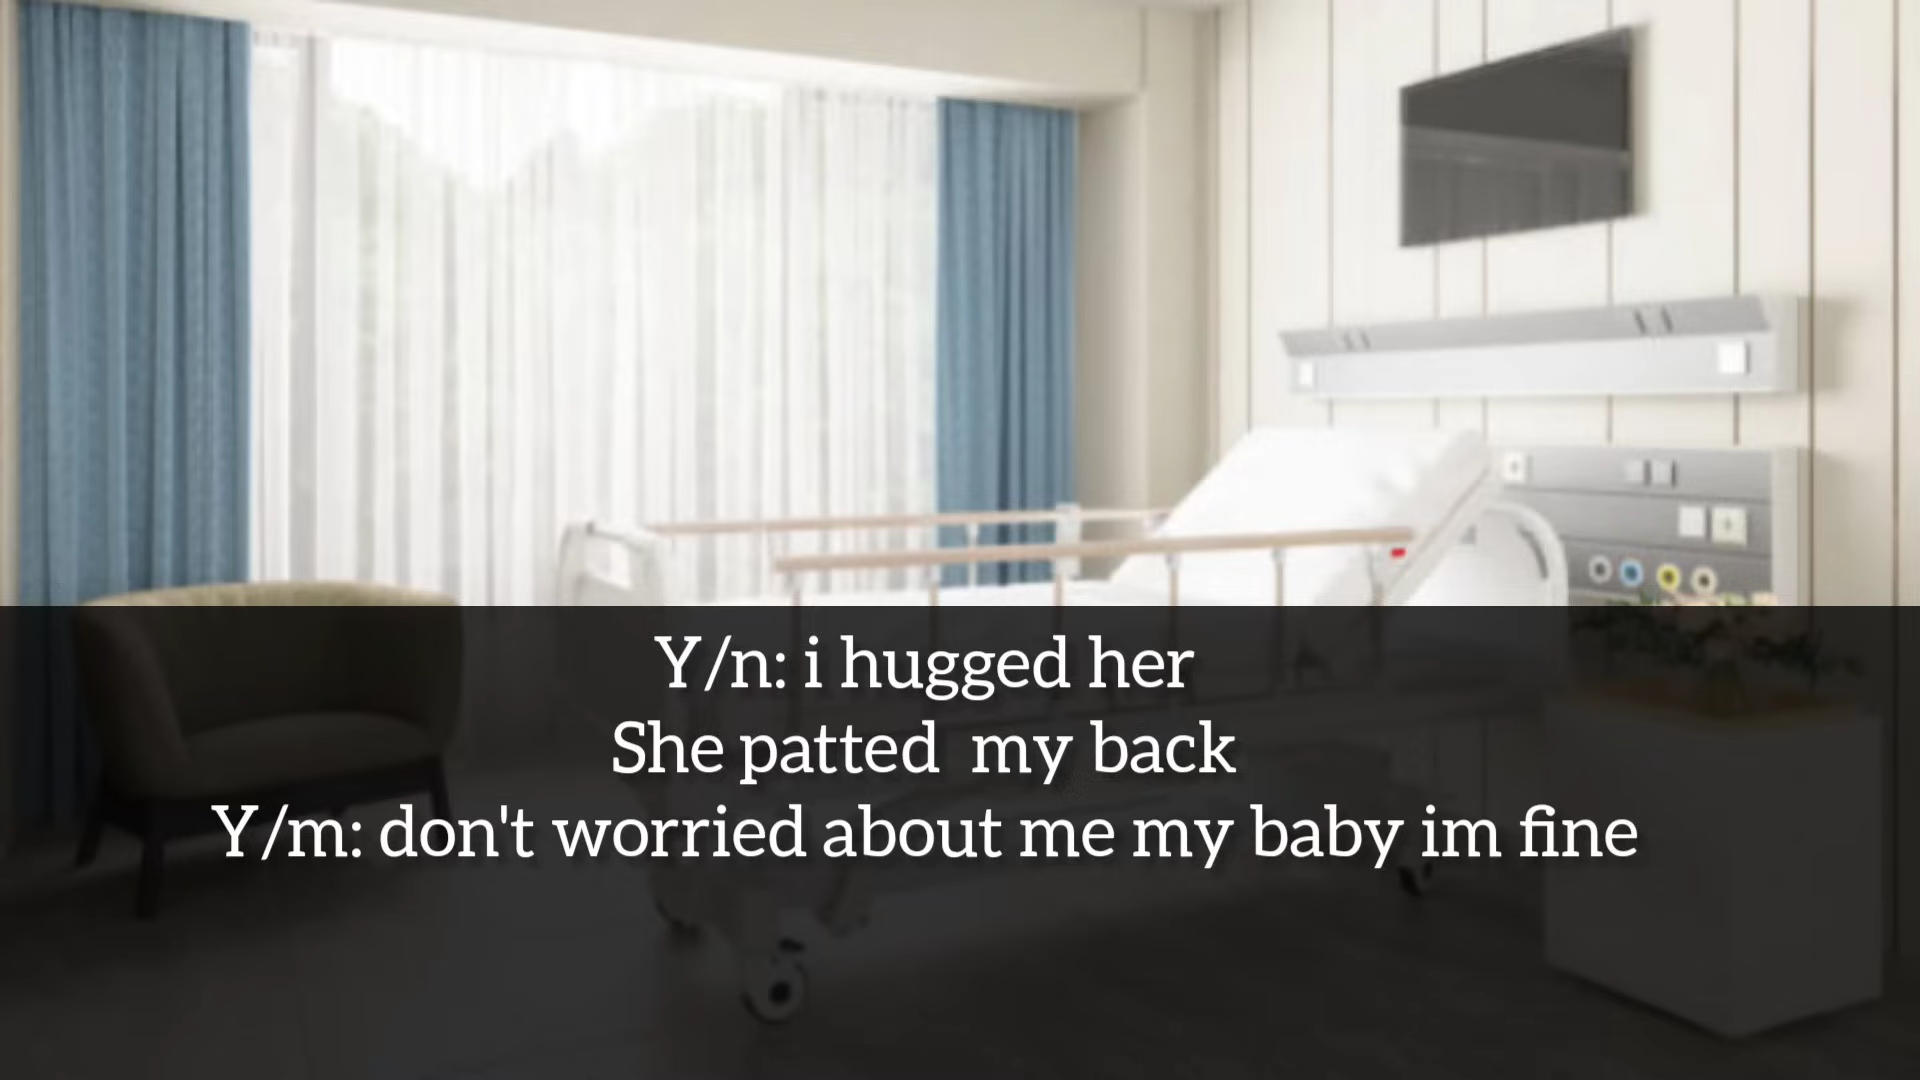 Y/n: i hugged her
She patted  my back
Y/m: don't worried about me my baby im fine